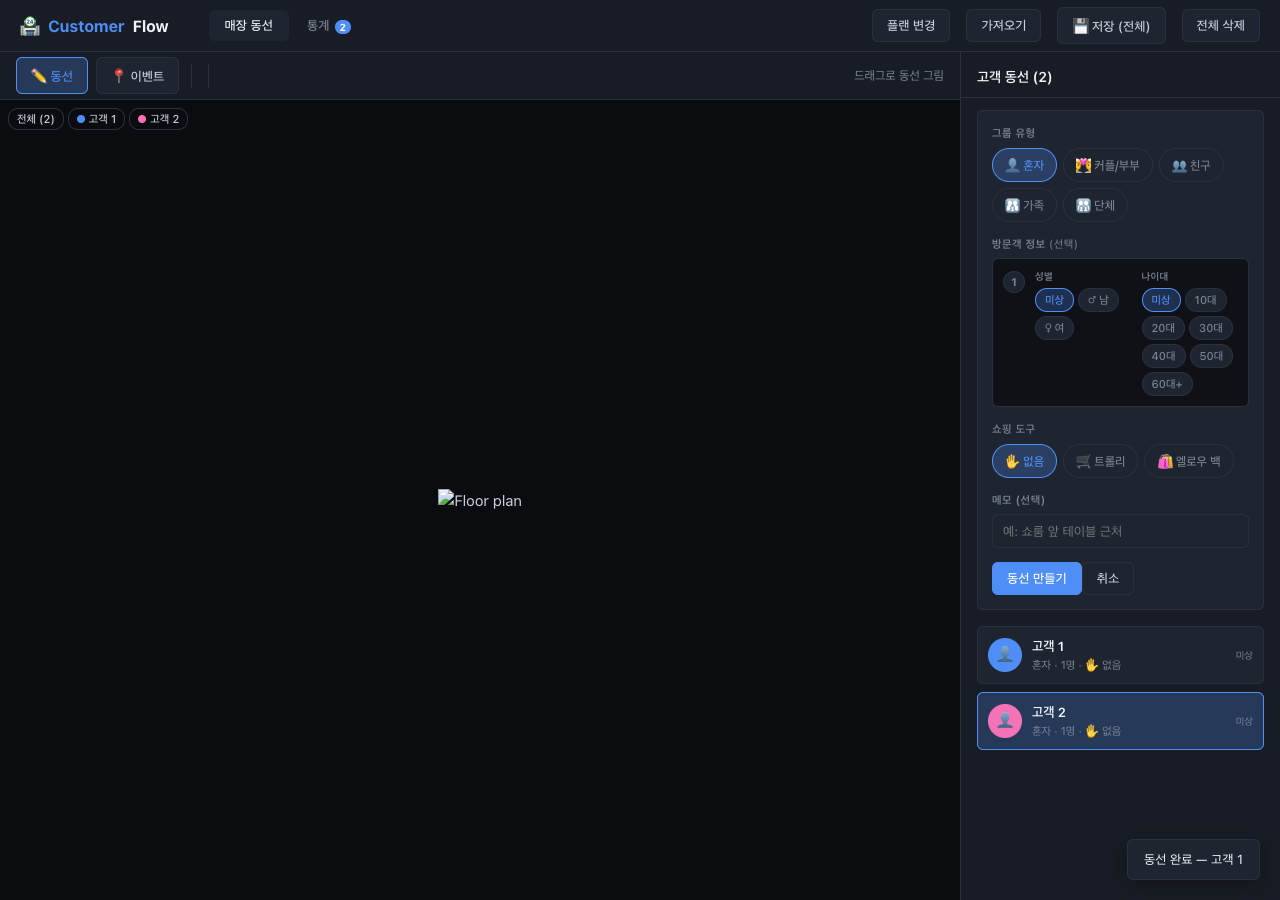 Customer Flow
매장 동선
통계 2
플랜 변경
가져오기
💾 저장 (전체)
전체 삭제
✏️ 동선
📍 이벤트
드래그로 동선 그림
전체 (2)
고객 1
고객 2
Floor plan
고객 동선 (2)
그룹 유형
👤 혼자
💏 커플/부부
👥 친구
가족
단체
방문객 정보 (선택)
1
성별
미상
♂ 남
♀ 여
나이대
미상
10대
20대
30대
40대
50대
60대+
쇼핑 도구
🖐 없음
🛒 트롤리
🛍 옐로우 백
메모 (선택)
예: 쇼룸 앞 테이블 근처
동선 만들기
취소
고객 1
혼자 · 1명 · 🖐 없음
미상
고객 2
혼자 · 1명 · 🖐 없음
미상
동선 완료 — 고객 1